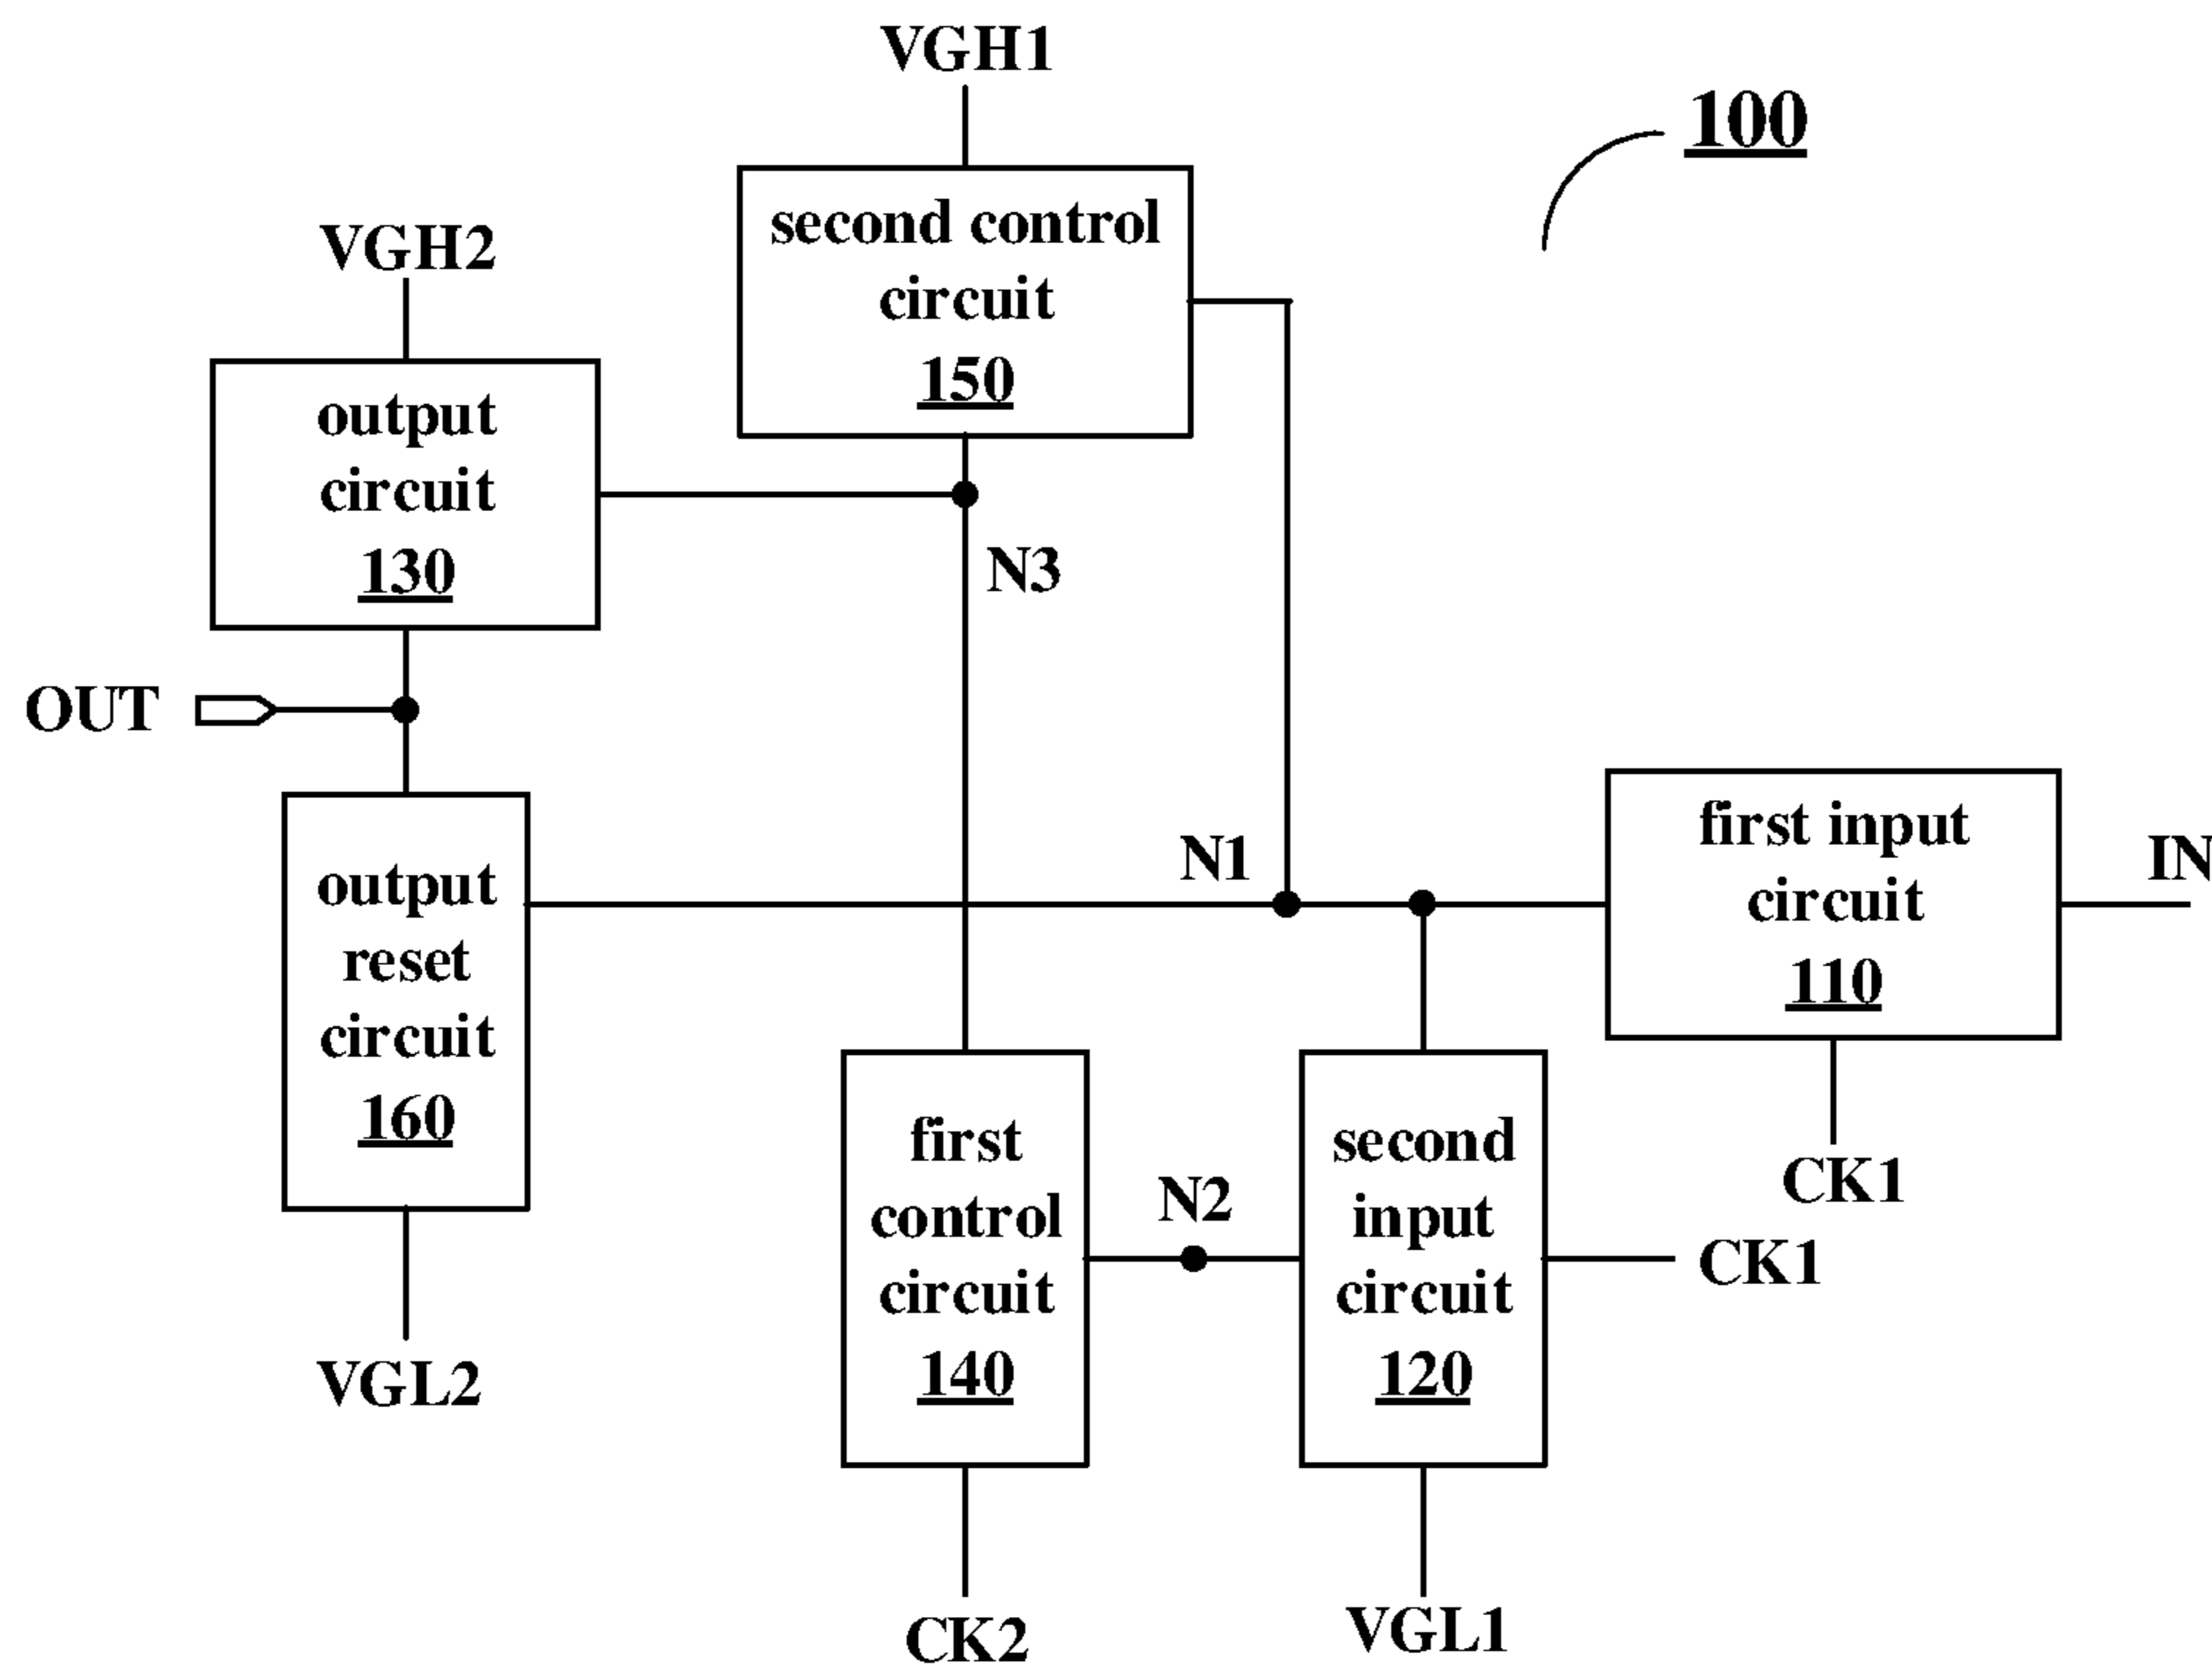 VGH1
100
second control
circuit
150
VGH2
output
circuit
130
N3
OUT
output
reset
circuit
160
N1
first input
circuit
110
IN
CK1
first
control
circuit
140
N2
second
input
circuit
120
CK1
VGL2
CK2
VGL1